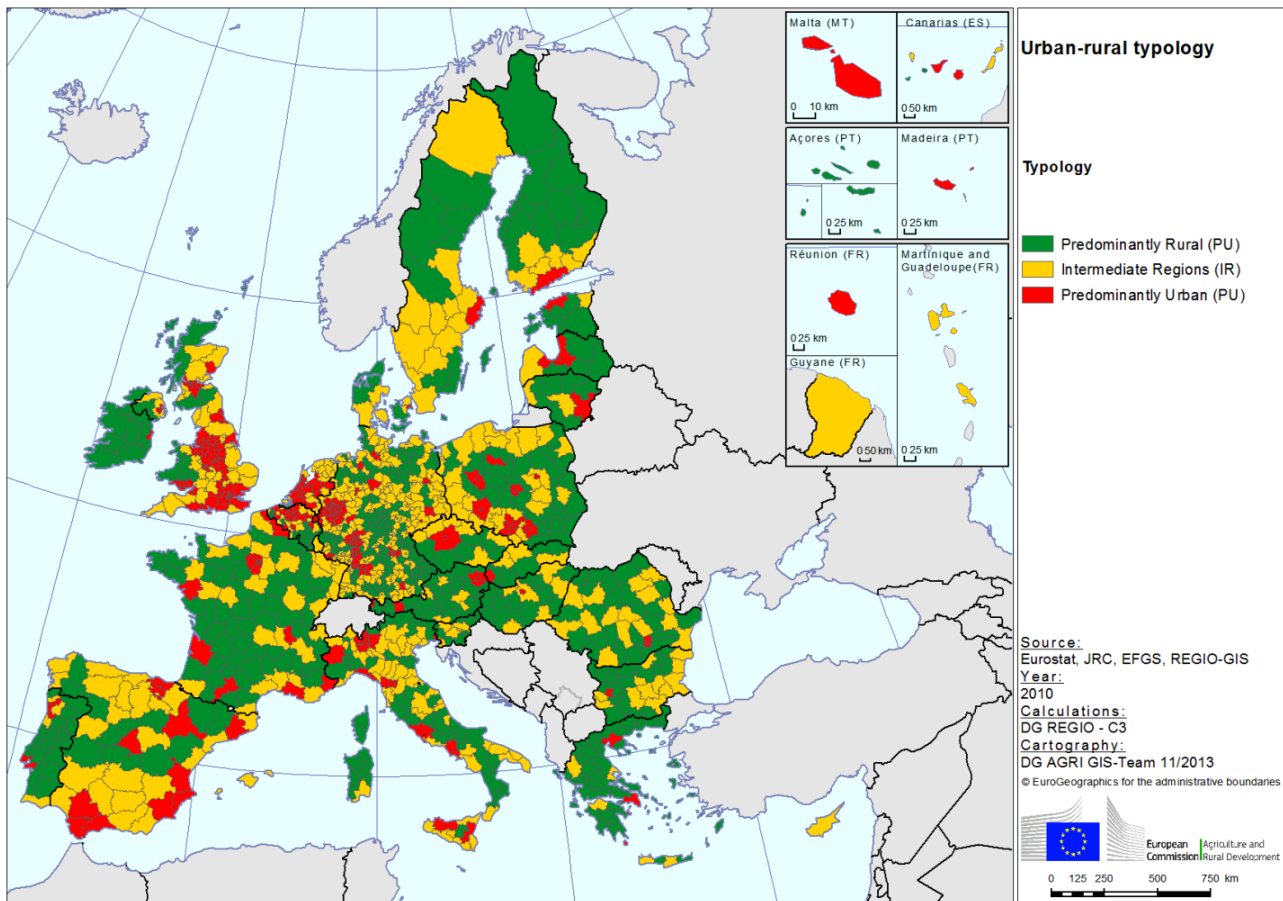 Malta (MT)
0 10 km
Canarias (ES)
0 50 km
Açores (PT)
0 25 km
Madeira (PT)
0 25 km
Réunion (FR)
0 25 km
Martinique and
Guadeloupe(FR)
0 25 km
Guyane (FR)
0 50 km
Urban-rural typology
Typology
Predominantly Rural (PU)
Intermediate Regions (IR)
Predominantly Urban (PU)
Source:
Eurostat, JRC, EFGS, REGIO-GIS
Year:
2010
Calculations:
DG REGIO - C3
Cartography:
DG AGRI GIS-Team 11/2013
© EuroGeographics for the administrative boundaries
European
Commission
Agriculture and
Rural Development
0 125 250 500 750 km